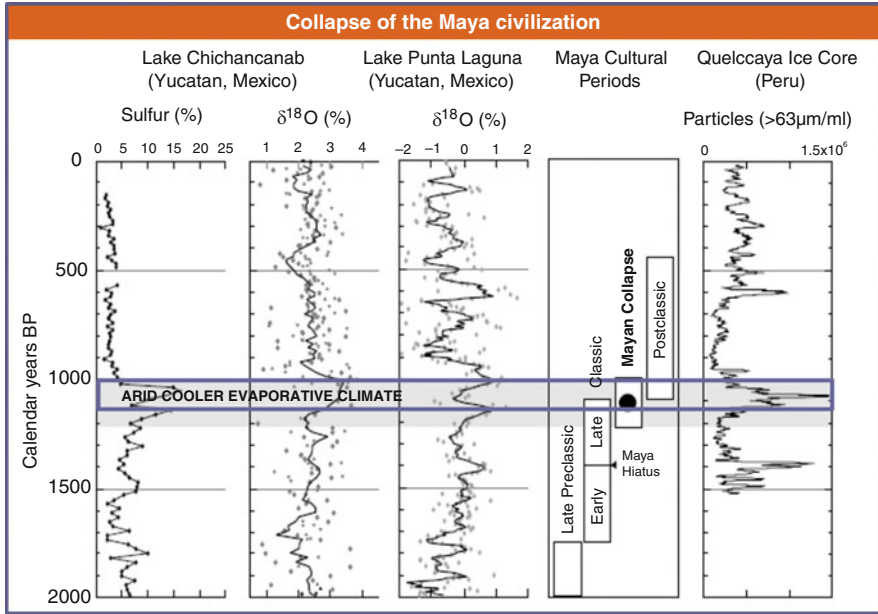 Collapse of the Maya civilization
Lake Chichancanab
(Yucatan, Mexico)
Lake Punta Laguna
(Yucatan, Mexico)
Maya Cultural
Periods
Quelccaya Ice Core
(Peru)
Sulfur (%)
δ¹⁸O (%)
δ¹⁸O (%)
Particles (>63μm/ml)
0 5 10 15 20 25
1 2 3 4
−2 −1 0 1 2
0 1.5x10⁶
Calendar years BP
0
500
1000
1500
2000
ARID COOLER EVAPORATIVE CLIMATE
Late Preclassic
Early
Late
Classic
Mayan Collapse
Postclassic
Maya
Hiatus